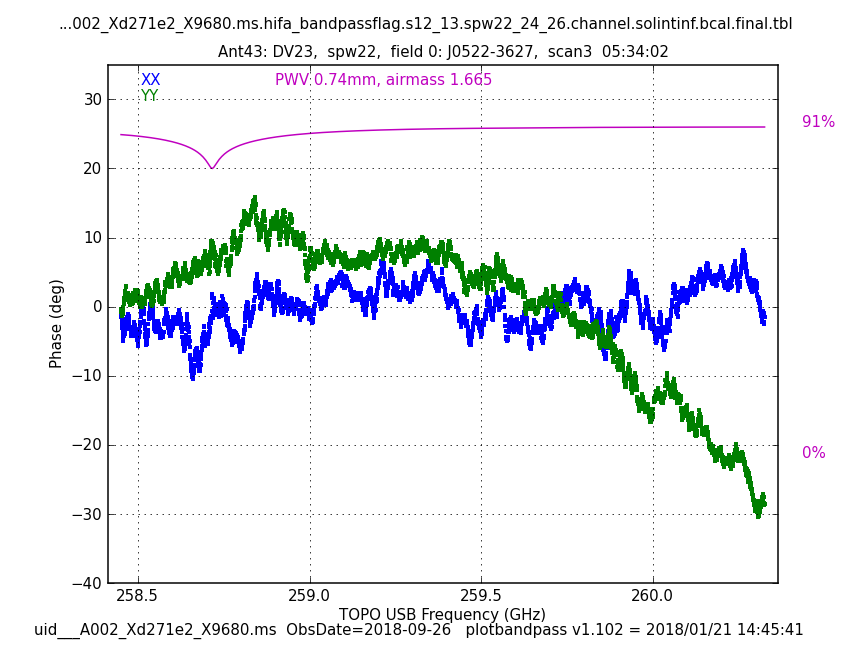 ...002_Xd271e2_X9680.ms.hifa_bandpassflag.s12_13.spw22_24_26.channel.solintinf.bcal.final.tbl
Ant43: DV23,  spw22,  field 0: J0522-3627,  scan3  05:34:02
XX
YY
PWV 0.74mm, airmass 1.665
91%
0%
30
20
10
0
−10
−20
−30
−40
Phase (deg)
258.5 259.0 259.5 260.0
TOPO USB Frequency (GHz)
uid___A002_Xd271e2_X9680.ms  ObsDate=2018-09-26   plotbandpass v1.102 = 2018/01/21 14:45:41